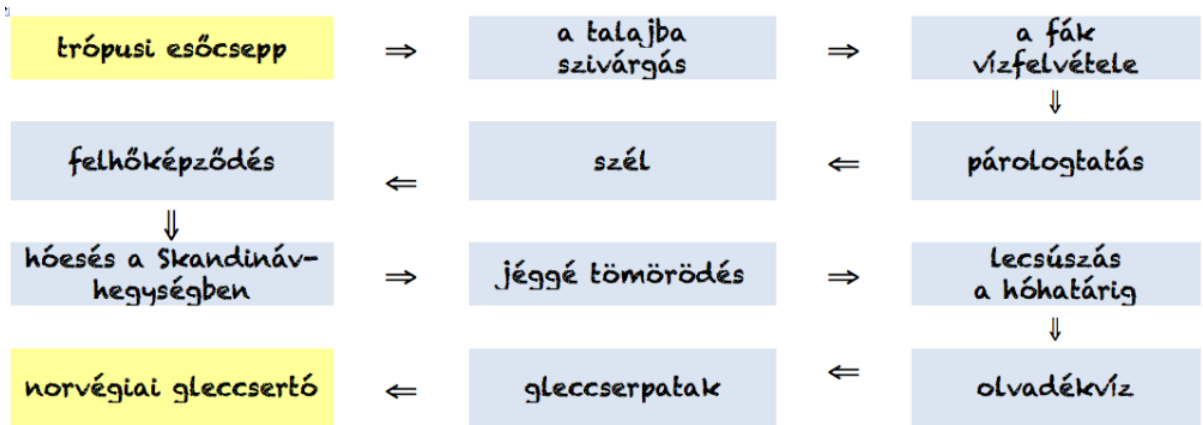 trópusi esőcsepp ⇒ a talajba ⇒ a fák
szivárgás vízfelvétele
⇓
felhőképződés ⇐ szél ⇐ párologtatás
⇓
hóesés a Skandináv-
hegységben ⇒ jéggé tömörödés ⇒ lecsúszás
a hóhatárig
⇓
norvégiai gleccsertó ⇐ gleccserpatak ⇐ olvadékvíz